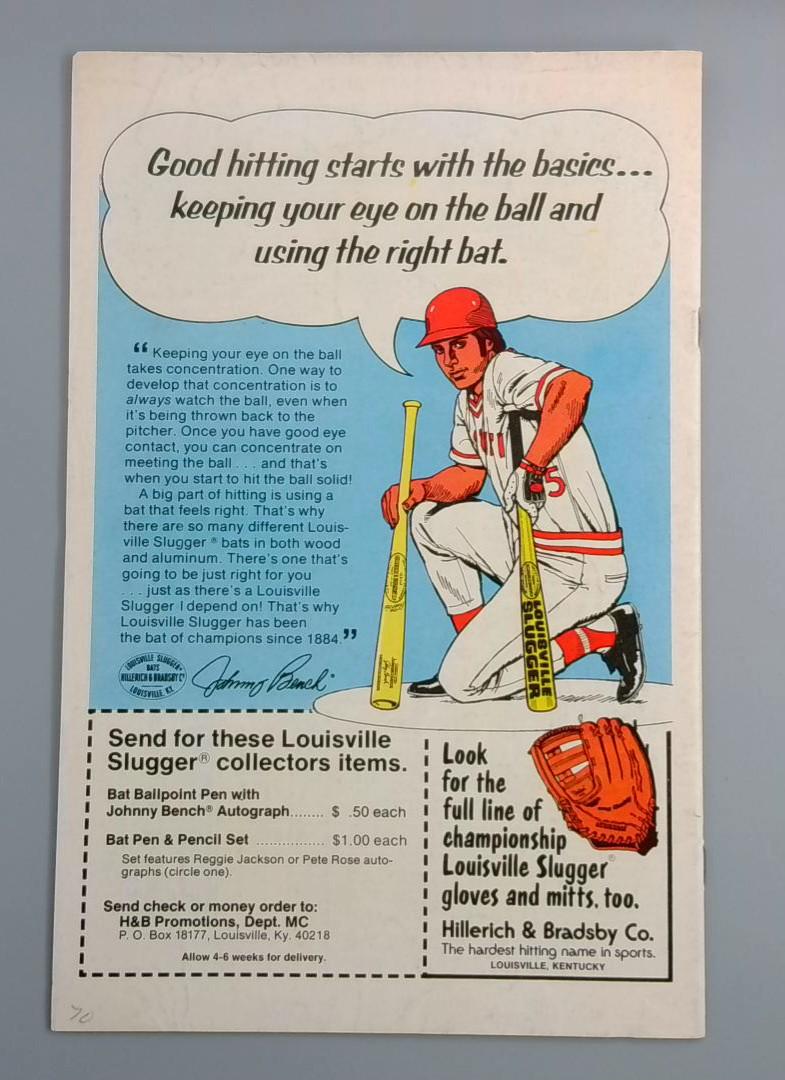 Good hitting starts with the basics...
keeping your eye on the ball and
using the right bat.
“Keeping your eye on the ball
takes concentration. One way to
develop that concentration is to
always watch the ball, even when
it's being thrown back to the
pitcher. Once you have good eye
contact, you can concentrate on
meeting the ball . . . and that's
when you start to hit the ball solid!
A big part of hitting is using a
bat that feels right. That's why
there are so many different Louis-
ville Slugger® bats in both wood
and aluminum. There's one that's
going to be just right for you
. . . just as there's a Louisville
Slugger I depend on! That's why
Louisville Slugger has been
the bat of champions since 1884.”
LOUISVILLE SLUGGER®
BATS
HILLERICH & BRADSBY Co
LOUISVILLE, KY.
Johnny Bench®
5
LOUISVILLE
SLUGGER
Send for these Louisville
Slugger® collectors items.
Bat Ballpoint Pen with
Johnny Bench® Autograph........ $ .50 each
Bat Pen & Pencil Set ................ $1.00 each
Set features Reggie Jackson or Pete Rose auto-
graphs (circle one).
Send check or money order to:
H&B Promotions, Dept. MC
P. O. Box 18177, Louisville, Ky. 40218
Allow 4-6 weeks for delivery.
Look
for the
full line of
championship
Louisville Slugger®
gloves and mitts, too.
Hillerich & Bradsby Co.
The hardest hitting name in sports.
LOUISVILLE, KENTUCKY
70